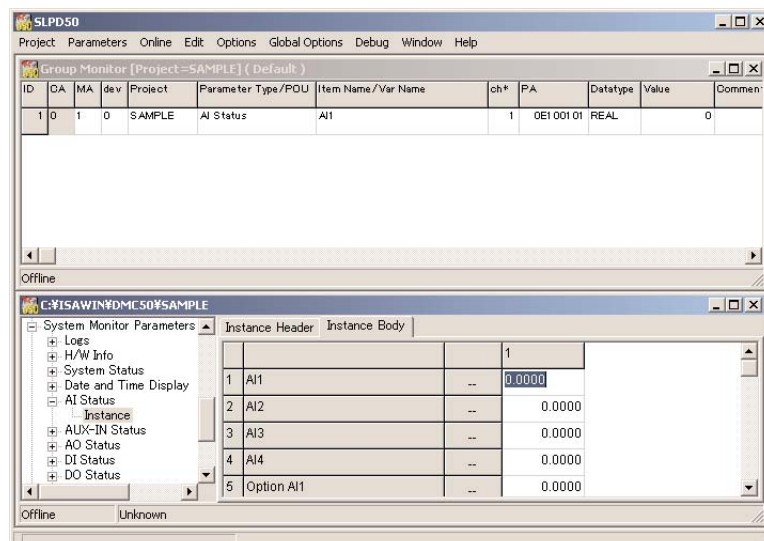 SLPD50
Project Parameters Online Edit Options Global Options Debug Window Help
Group Monitor [Project=SAMPLE] ( Default )
ID CA MA dev Project Parameter Type/POU Item Name/Var Name ch* PA Datatype Value Commen
1 0 1 0 SAMPLE AI Status AI1 1 0E1 001 01 REAL 0
Offline
C:¥ISAWIN¥DMC50¥SAMPLE
System Monitor Parameters
Logs
H/W Info
System Status
Date and Time Display
AI Status
Instance
AUX-IN Status
AO Status
DI Status
DO Status
Instance Header Instance Body
1
1 AI1 -- 0.0000
2 AI2 -- 0.0000
3 AI3 -- 0.0000
4 AI4 -- 0.0000
5 Option AI1 -- 0.0000
Offline Unknown